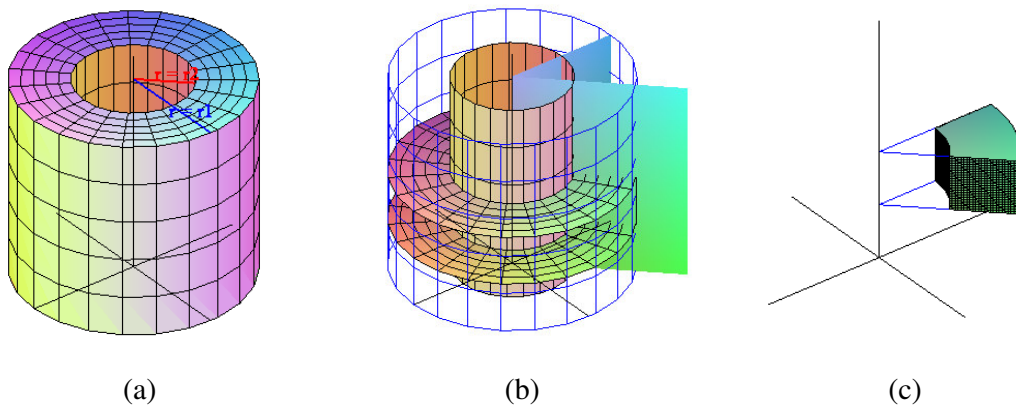 r = r2
r = r1
(a) (b) (c)